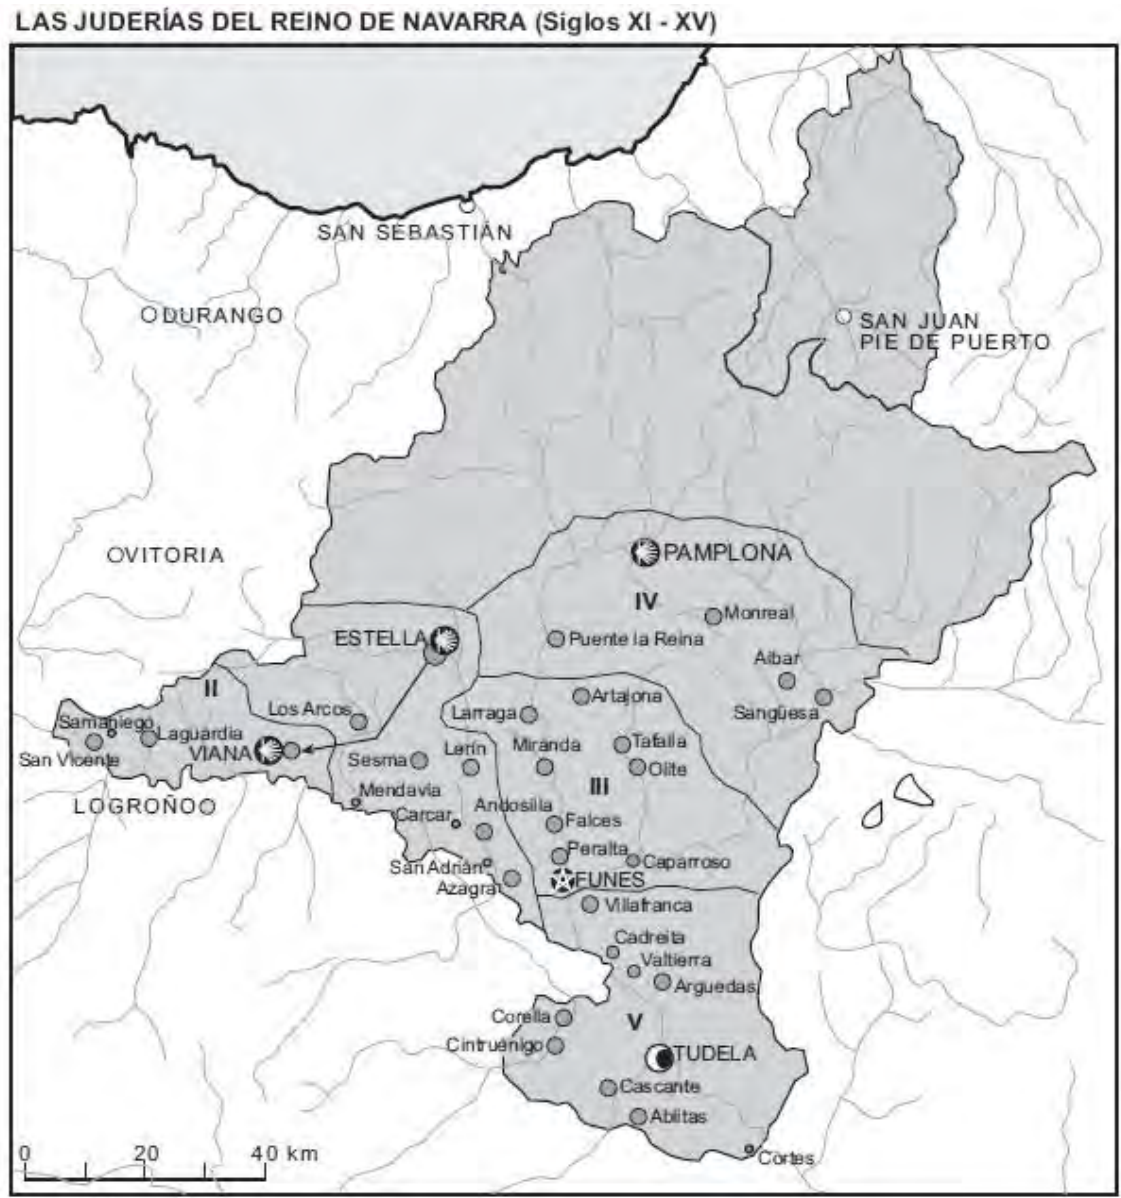 LAS JUDERÍAS DEL REINO DE NAVARRA (Siglos XI - XV)
SAN SEBASTIÁN
DURANGO
SAN JUAN
PIE DE PUERTO
VITORIA
PAMPLONA
IV
Monreal
ESTELLA
Puente la Reina
Aibar
II
Artajona
Los Arcos
Larraga
Sangüesa
Samaniego
Laguardia
San Vicente
VIANA
Lerín
Miranda
Tafalla
Sesma
Olite
III
Mendavia
LOGROÑO
Andosilla
Carcar
Falces
Peralta
Caparroso
San Adrián
Azagra
FUNES
Villafranca
Cadreita
Valtierra
Arguedas
Corella
V
Cintruénigo
TUDELA
Cascante
Ablitas
Cortes
0 20 40 km